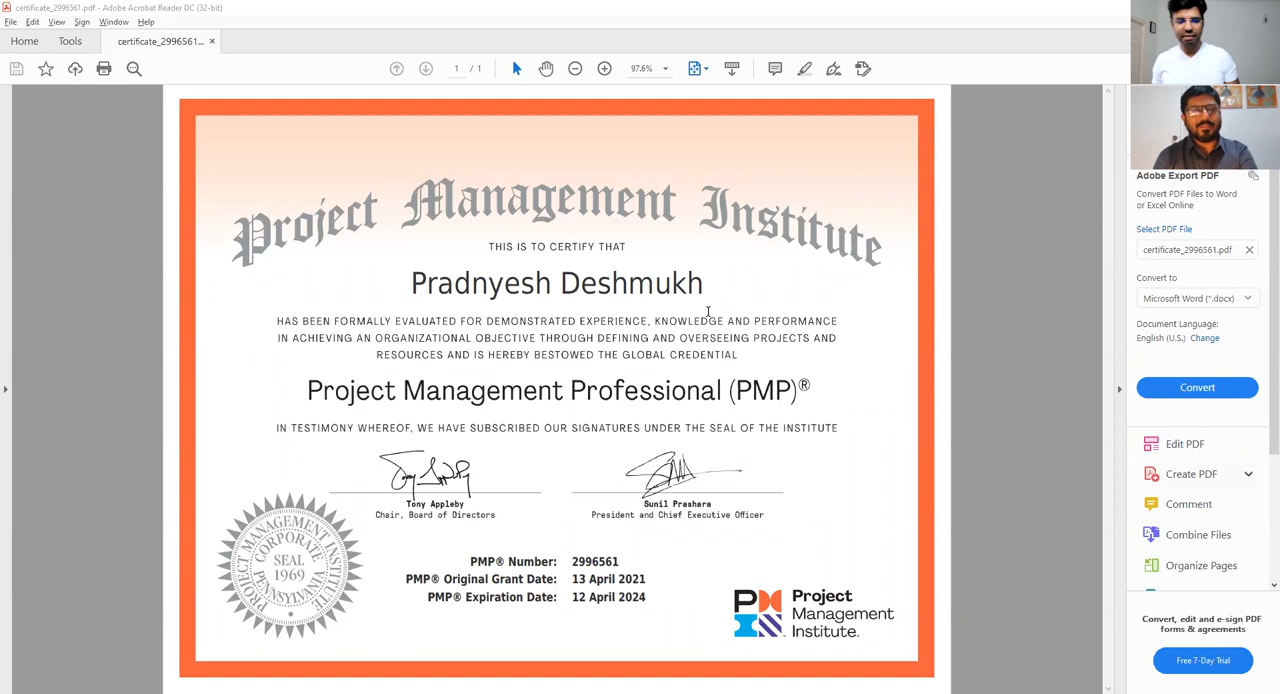 certificate_2996561.pdf - Adobe Acrobat Reader DC (32-bit)
File Edit View Sign Window Help
Home Tools certificate_2996561... ×
1 / 1 97.6%
Project Management Institute
THIS IS TO CERTIFY THAT
Pradnyesh Deshmukh
HAS BEEN FORMALLY EVALUATED FOR DEMONSTRATED EXPERIENCE, KNOWLEDGE AND PERFORMANCE
IN ACHIEVING AN ORGANIZATIONAL OBJECTIVE THROUGH DEFINING AND OVERSEEING PROJECTS AND
RESOURCES AND IS HEREBY BESTOWED THE GLOBAL CREDENTIAL
Project Management Professional (PMP)®
IN TESTIMONY WHEREOF, WE HAVE SUBSCRIBED OUR SIGNATURES UNDER THE SEAL OF THE INSTITUTE
Tony Appleby
Chair, Board of Directors
Sunil Prashara
President and Chief Executive Officer
PROJECT MANAGEMENT INSTITUTE
PENNSYLVANIA
CORPORATE
SEAL
1969
PMP® Number: 2996561
PMP® Original Grant Date: 13 April 2021
PMP® Expiration Date: 12 April 2024
PMI
Project
Management
Institute.
Adobe Export PDF
Convert PDF Files to Word
or Excel Online
Select PDF File
certificate_2996561.pdf
Convert to
Microsoft Word (*.docx)
Document Language:
English (U.S.) Change
Convert
Edit PDF
Create PDF
Comment
Combine Files
Organize Pages
Convert, edit and e-sign PDF
forms & agreements
Free 7-Day Trial